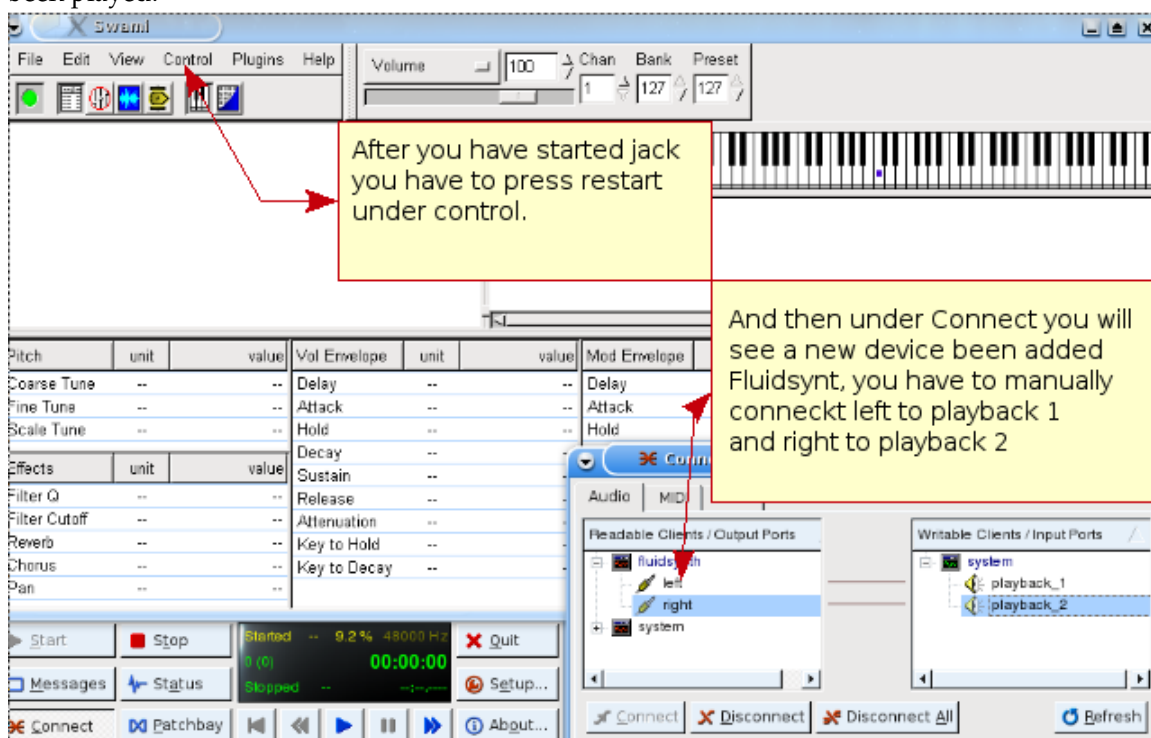 been played.
Swami
File Edit View Control Plugins Help
Volume 100 Chan Bank Preset
1 127 127
After you have started jack
you have to press restart
under control.
And then under Connect you will
see a new device been added
Fluidsynt, you have to manually
conneckt left to playback 1
and right to playback 2
Pitch unit value Vol Envelope unit value Mod Envelope
Coarse Tune -- -- Delay -- -- Delay
Fine Tune -- -- Attack -- -- Attack
Scale Tune -- -- Hold -- -- Hold
Decay --
Effects unit value Sustain --
Filter Q -- -- Release --
Filter Cutoff -- -- Attenuation --
Reverb -- -- Key to Hold --
Chorus -- -- Key to Decay --
Pan -- --
Audio MIDI
Readable Clients / Output Ports Writable Clients / Input Ports
fluidsynth system
left playback_1
right playback_2
system
Start Stop Started -- 9.2 % 48000 Hz Quit
0 (0) 00:00:00
Messages Status Stopped -- --:--.---- Setup...
Connect Patchbay About...
Connect Disconnect Disconnect All Refresh